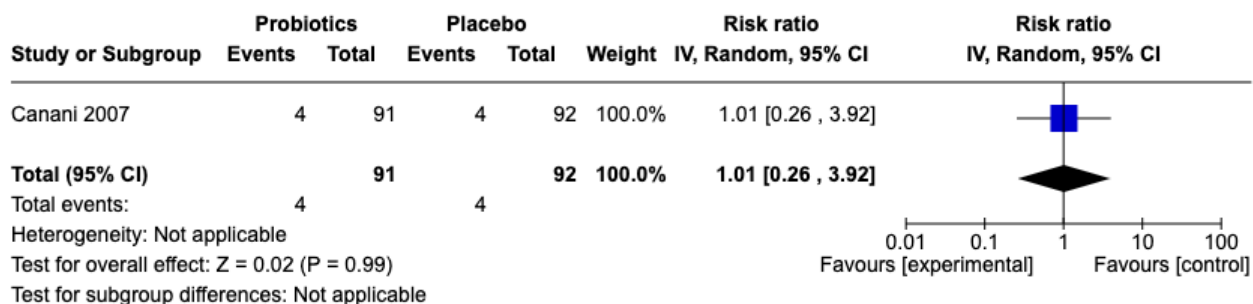 Probiotics Placebo Risk ratio Risk ratio
Study or Subgroup Events Total Events Total Weight IV, Random, 95% CI IV, Random, 95% CI
Canani 2007 4 91 4 92 100.0% 1.01 [0.26 , 3.92]
Total (95% CI) 91 92 100.0% 1.01 [0.26 , 3.92]
Total events: 4 4
Heterogeneity: Not applicable
0.01 0.1 1 10 100
Test for overall effect: Z = 0.02 (P = 0.99)
Favours [experimental] Favours [control]
Test for subgroup differences: Not applicable